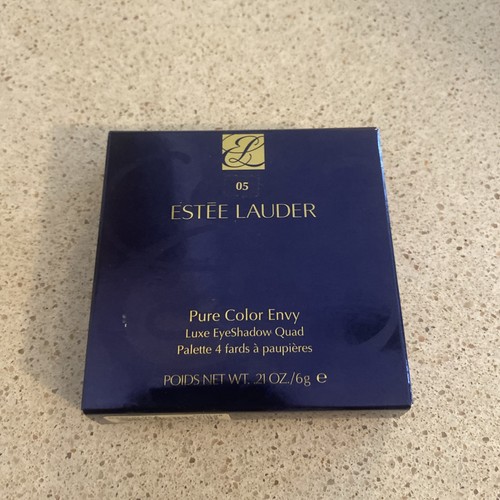 EL
05
ESTĒE LAUDER
Pure Color Envy
Luxe EyeShadow Quad
Palette 4 fards à paupières
POIDS NET WT. .21 OZ./6g ℮